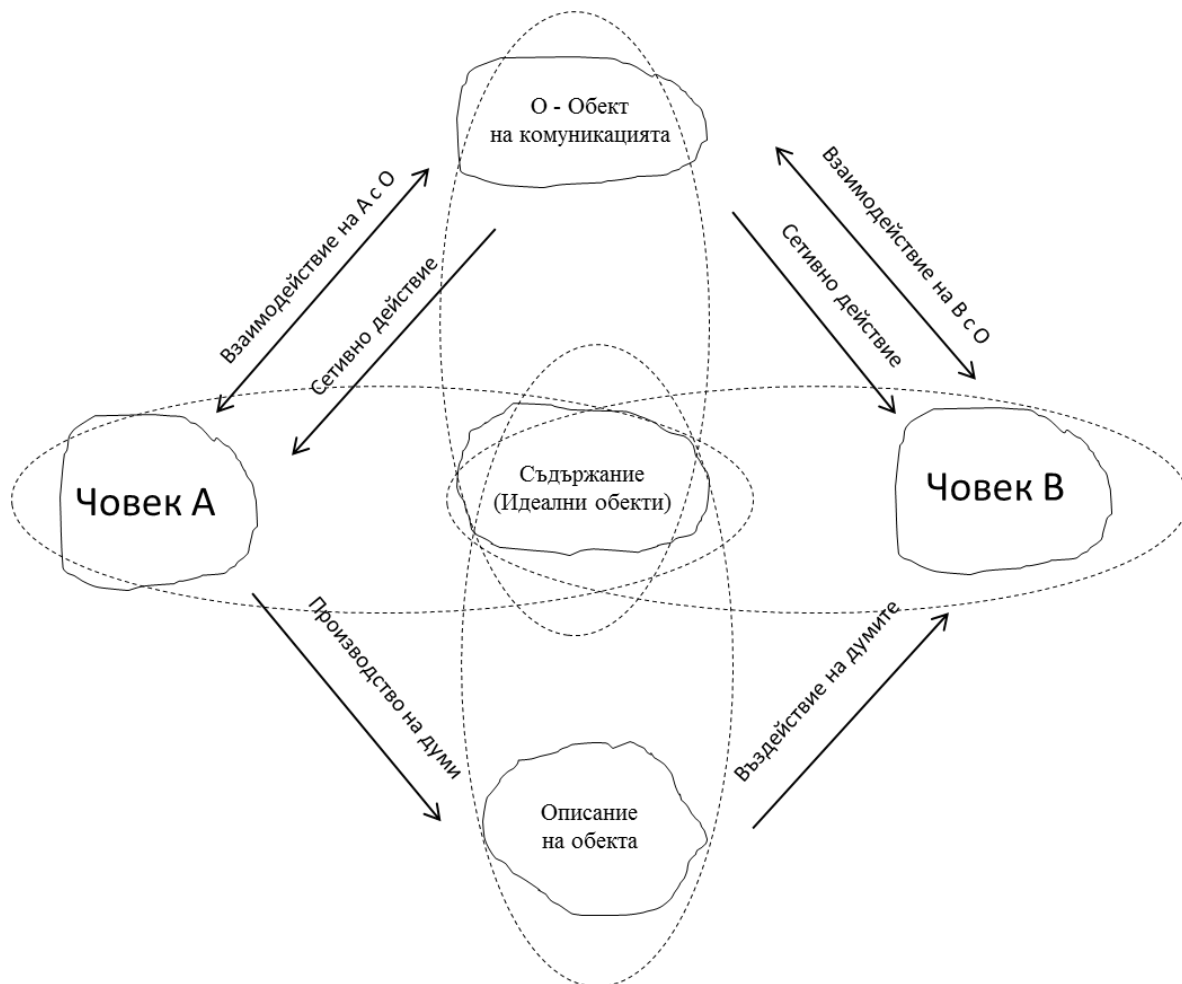 О - Обект
на комуникацията
Взаимодействие на А с О
Сетивно действие
Сетивно действие
Взаимодействие на В с О
Човек А
Съдържание
(Идеални обекти)
Човек В
Производство на думи
Въздействие на думите
Описание
на обекта